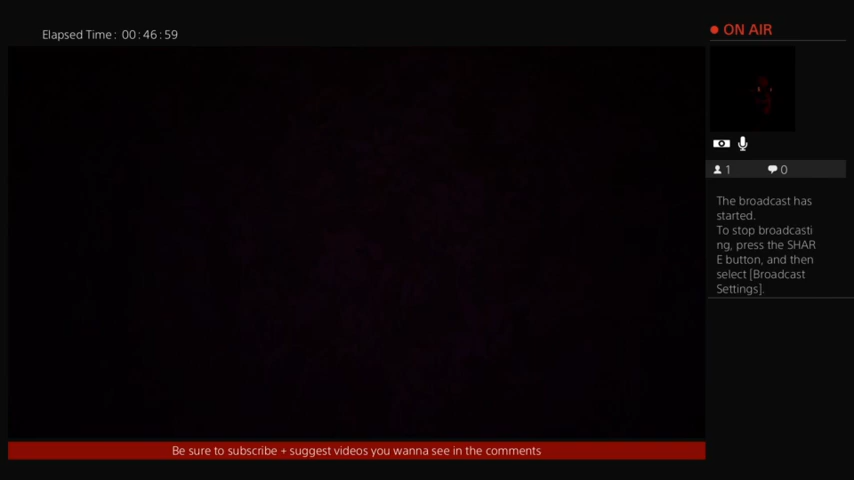 Elapsed Time: 00:46:59
ON AIR
1 0
The broadcast has
started.
To stop broadcasti
ng, press the SHAR
E button, and then
select [Broadcast
Settings].
Be sure to subscribe + suggest videos you wanna see in the comments